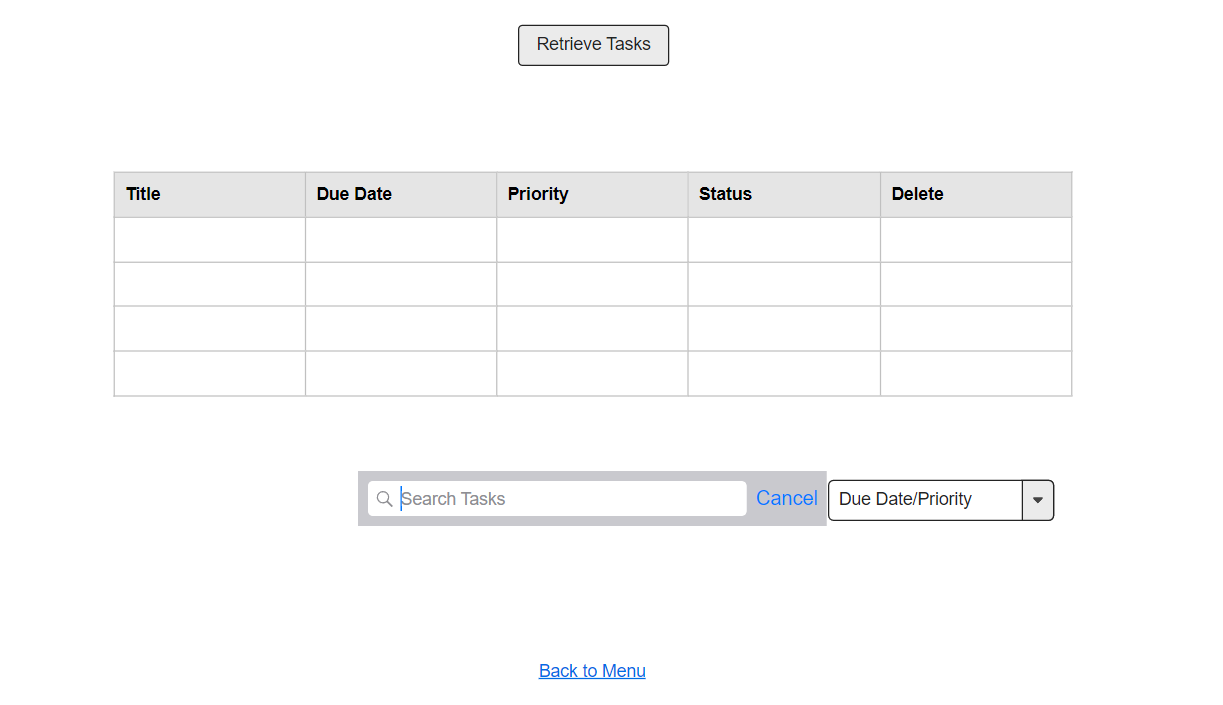 Retrieve Tasks
Title Due Date Priority Status Delete
Search Tasks Cancel Due Date/Priority
Back to Menu